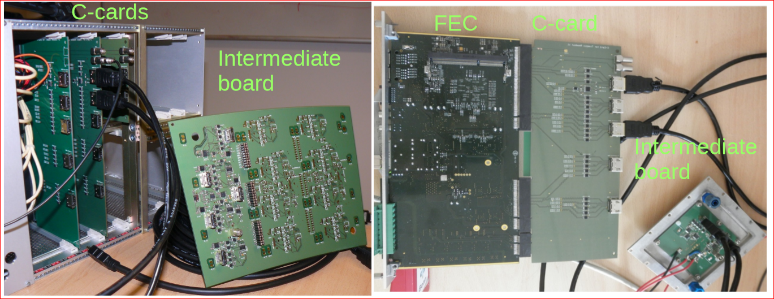 C-cards
Intermediate
board
FEC
C-card
Intermediate
board